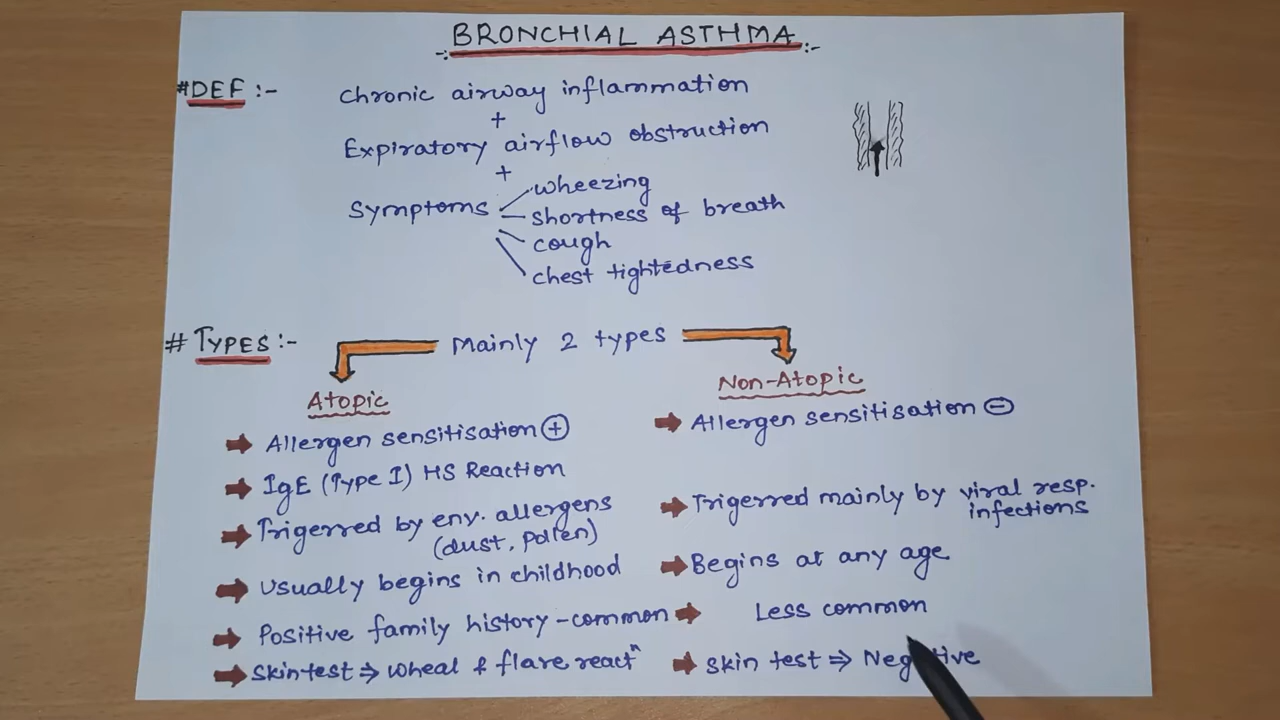 BRONCHIAL ASTHMA
#DEF :-
Chronic airway inflammation
+
Expiratory airflow obstruction
+
Symptoms
wheezing
shortness of breath
cough
chest tightedness
# TYPES :-
Mainly 2 types
Atopic
Allergen sensitisation ⊕
IgE (Type I) HS Reaction
Trigerred by env. allergens
(dust, pollen)
Usually begins in childhood
Positive family history - common
Skin test ⇒ wheal & flare reactⁿ
Non-Atopic
Allergen sensitisation ⊖
Trigerred mainly by viral resp.
infections
Begins at any age
Less common
Skin test ⇒ Negative